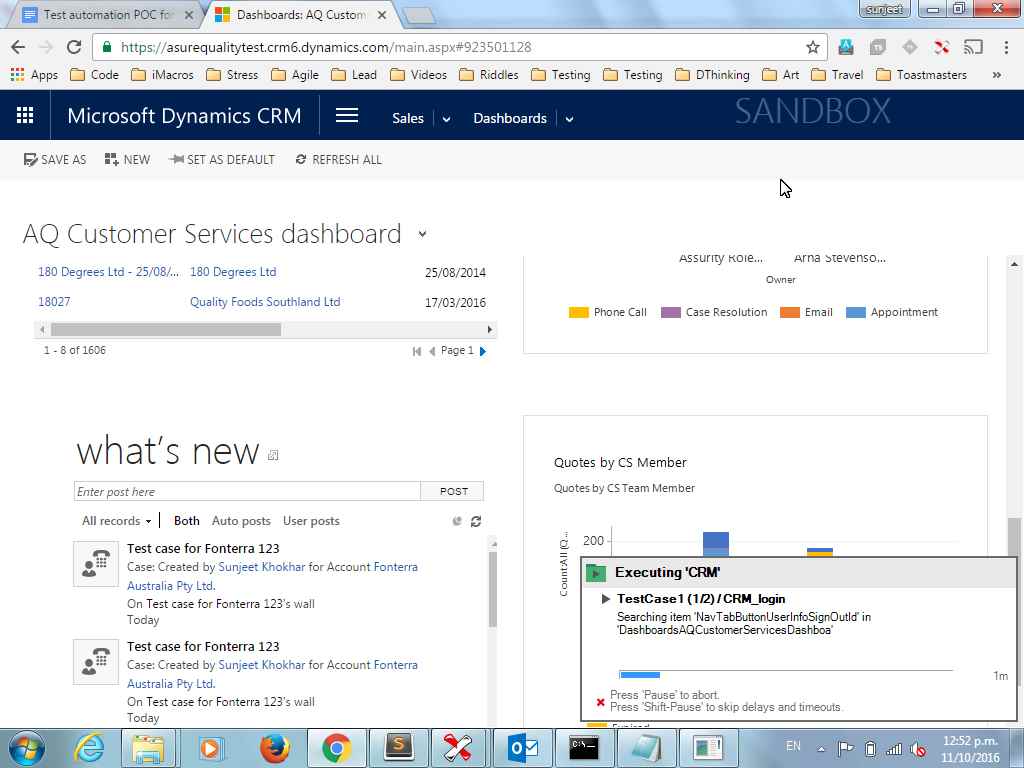 Test automation POC for
Dashboards: AQ Custom
sunjeet
https://asurequalitytest.crm6.dynamics.com/main.aspx#923501128
Apps Code iMacros Stress Agile Lead Videos Riddles Testing Testing DThinking Art Travel Toastmasters »
Microsoft Dynamics CRM Sales Dashboards SANDBOX
SAVE AS NEW SET AS DEFAULT REFRESH ALL
AQ Customer Services dashboard
180 Degrees Ltd - 25/08/... 180 Degrees Ltd 25/08/2014
18027 Quality Foods Southland Ltd 17/03/2016
1 - 8 of 1606 Page 1
Assurity Role... Arna Stevenso...
Owner
Phone Call Case Resolution Email Appointment
what's new
Enter post here POST
All records Both Auto posts User posts
Test case for Fonterra 123
Case: Created by Sunjeet Khokhar for Account Fonterra
Australia Pty Ltd.
On Test case for Fonterra 123's wall
Today
Test case for Fonterra 123
Case: Created by Sunjeet Khokhar for Account Fonterra
Australia Pty Ltd.
On Test case for Fonterra 123's wall
Today
Quotes by CS Member
Quotes by CS Team Member
200
Count:All (Q...
Executing 'CRM'
TestCase1 (1/2) / CRM_login
Searching item 'NavTabButtonUserInfoSignOutId' in
'DashboardsAQCustomerServicesDashboa'
1m
Press 'Pause' to abort.
Press 'Shift-Pause' to skip delays and timeouts.
EN
12:52 p.m.
11/10/2016